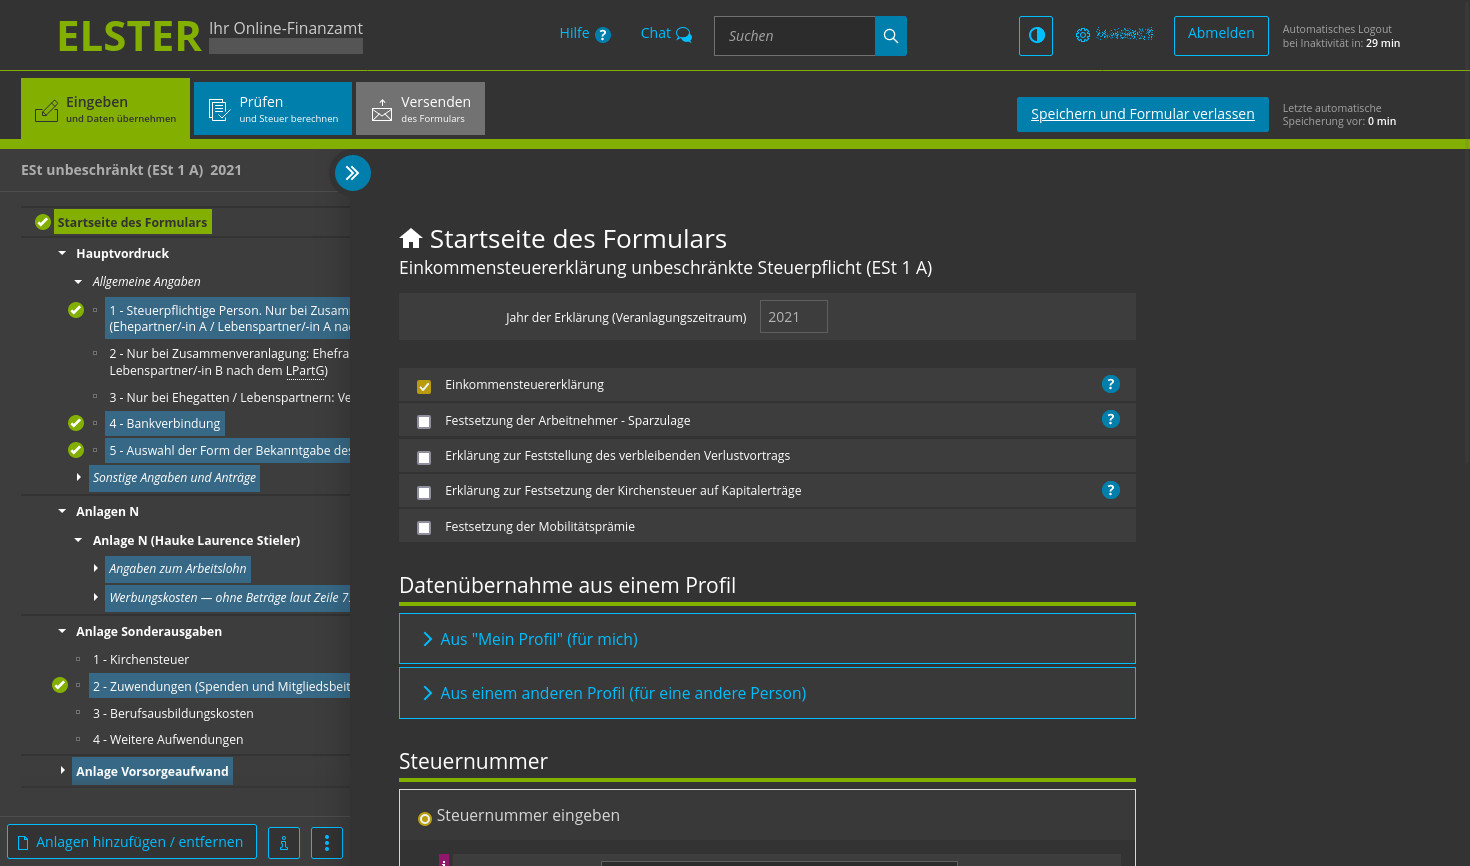 ELSTER Ihr Online-Finanzamt
Hilfe ?
Chat
Suchen
Abmelden
Automatisches Logout
bei Inaktivität in: 29 min
Eingeben
und Daten übernehmen
Prüfen
und Steuer berechnen
Versenden
des Formulars
Speichern und Formular verlassen
Letzte automatische
Speicherung vor: 0 min
ESt unbeschränkt (ESt 1 A) 2021
Startseite des Formulars
Hauptvordruck
Allgemeine Angaben
1 - Steuerpflichtige Person. Nur bei Zusam
(Ehepartner/-in A / Lebenspartner/-in A na
2 - Nur bei Zusammenveranlagung: Ehefra
Lebenspartner/-in B nach dem LPartG)
3 - Nur bei Ehegatten / Lebenspartnern: Ve
4 - Bankverbindung
5 - Auswahl der Form der Bekanntgabe des
Sonstige Angaben und Anträge
Anlagen N
Anlage N (Hauke Laurence Stieler)
Angaben zum Arbeitslohn
Werbungskosten — ohne Beträge laut Zeile 7
Anlage Sonderausgaben
1 - Kirchensteuer
2 - Zuwendungen (Spenden und Mitgliedsbeit
3 - Berufsausbildungskosten
4 - Weitere Aufwendungen
Anlage Vorsorgeaufwand
Anlagen hinzufügen / entfernen
i
Startseite des Formulars
Einkommensteuererklärung unbeschränkte Steuerpflicht (ESt 1 A)
Jahr der Erklärung (Veranlagungszeitraum) 2021
Einkommensteuererklärung ?
Festsetzung der Arbeitnehmer - Sparzulage ?
Erklärung zur Feststellung des verbleibenden Verlustvortrags
Erklärung zur Festsetzung der Kirchensteuer auf Kapitalerträge ?
Festsetzung der Mobilitätsprämie
Datenübernahme aus einem Profil
Aus "Mein Profil" (für mich)
Aus einem anderen Profil (für eine andere Person)
Steuernummer
Steuernummer eingeben